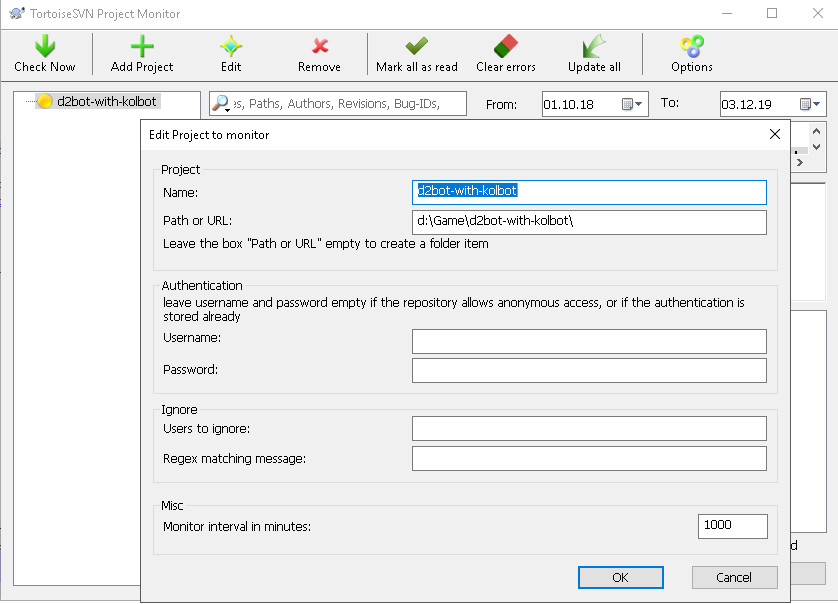 TortoiseSVN Project Monitor
Check Now
Add Project
Edit
Remove
Mark all as read
Clear errors
Update all
Options
d2bot-with-kolbot
Paths, Authors, Revisions, Bug-IDs,
From:
01.10.18
To:
03.12.19
Edit Project to monitor
Project
Name:
d2bot-with-kolbot
Path or URL:
d:\Game\d2bot-with-kolbot\
Leave the box "Path or URL" empty to create a folder item
Authentication
leave username and password empty if the repository allows anonymous access, or if the authentication is
stored already
Username:
Password:
Ignore
Users to ignore:
Regex matching message:
Misc
Monitor interval in minutes:
1000
OK
Cancel